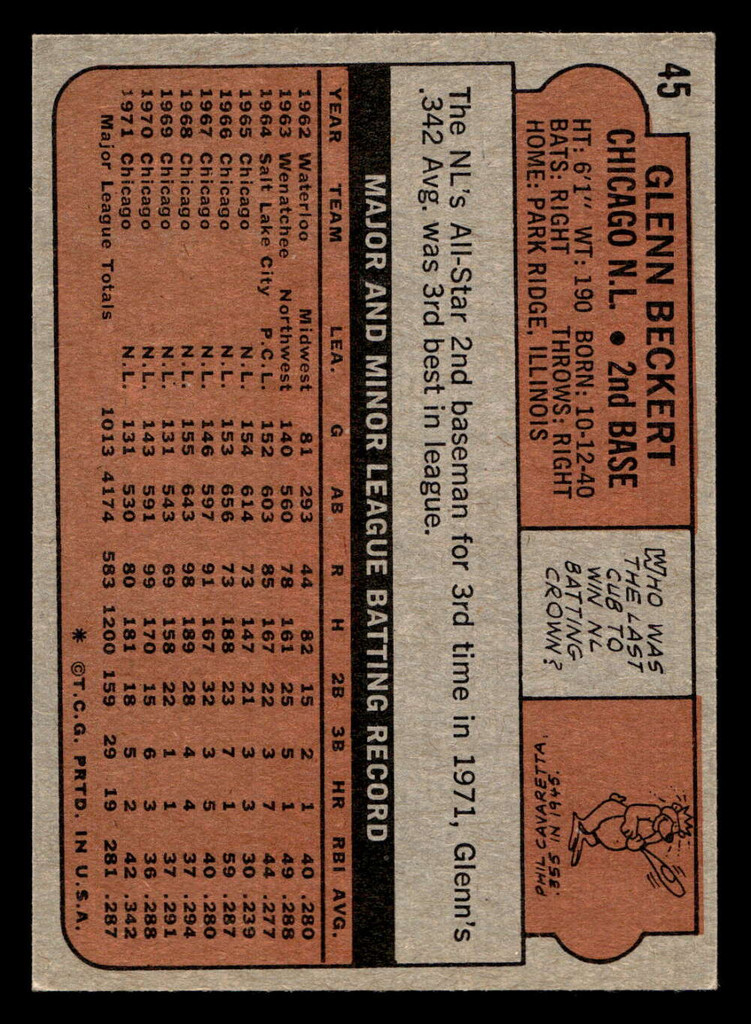 45
GLENN BECKERT
CHICAGO N.L. • 2nd BASE
HT: 6'1" WT: 190 BORN: 10-12-40
BATS: RIGHT THROWS: RIGHT
HOME: PARK RIDGE, ILLINOIS
WHO WAS
THE LAST
CUB TO
WIN NL
BATTING
CROWN?
PHIL CAVARETTA,
.355 IN 1945
The NL's All-Star 2nd baseman for 3rd time in 1971, Glenn's
.342 Avg. was 3rd best in league.
MAJOR AND MINOR LEAGUE BATTING RECORD
YEAR TEAM LEA. G AB R H 2B 3B HR RBI AVG.
1962 Waterloo Midwest 81 293 44 82 15 2 1 40 .280
1963 Wenatchee Northwest 140 560 78 161 25 5 1 49 .288
1964 Salt Lake City P.C.L. 152 603 85 167 22 3 7 44 .277
1965 Chicago N.L. 154 614 73 147 21 3 3 30 .239
1966 Chicago N.L. 153 656 73 188 23 7 1 59 .287
1967 Chicago N.L. 146 597 91 167 32 3 5 40 .280
1968 Chicago N.L. 155 643 98 189 28 4 4 37 .294
1969 Chicago N.L. 131 543 69 158 22 1 1 37 .291
1970 Chicago N.L. 143 591 99 170 15 6 3 36 .288
1971 Chicago N.L. 131 530 80 181 18 5 2 42 .342
Major League Totals 1013 4174 583 1200 159 29 19 281 .287
* ©T.C.G. PRTD. IN U.S.A.